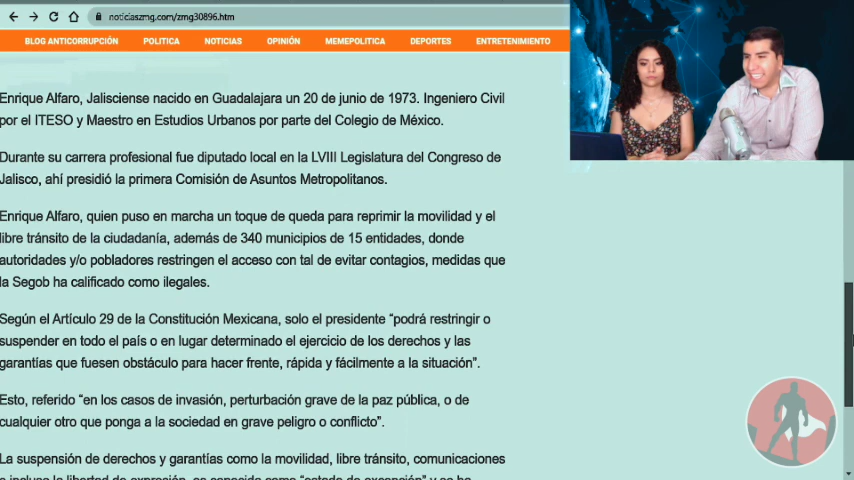 noticiaszmg.com/zmg30896.htm
BLOG ANTICORRUPCIÓN POLITICA NOTICIAS OPINIÓN MEMEPOLITICA DEPORTES ENTRETENIMIENTO
Enrique Alfaro, Jalisciense nacido en Guadalajara un 20 de junio de 1973. Ingeniero Civil
por el ITESO y Maestro en Estudios Urbanos por parte del Colegio de México.
Durante su carrera profesional fue diputado local en la LVIII Legislatura del Congreso de
Jalisco, ahí presidió la primera Comisión de Asuntos Metropolitanos.
Enrique Alfaro, quien puso en marcha un toque de queda para reprimir la movilidad y el
libre tránsito de la ciudadanía, además de 340 municipios de 15 entidades, donde
autoridades y/o pobladores restringen el acceso con tal de evitar contagios, medidas que
la Segob ha calificado como ilegales.
Según el Artículo 29 de la Constitución Mexicana, solo el presidente “podrá restringir o
suspender en todo el país o en lugar determinado el ejercicio de los derechos y las
garantías que fuesen obstáculo para hacer frente, rápida y fácilmente a la situación”.
Esto, referido “en los casos de invasión, perturbación grave de la paz pública, o de
cualquier otro que ponga a la sociedad en grave peligro o conflicto”.
La suspensión de derechos y garantías como la movilidad, libre tránsito, comunicaciones